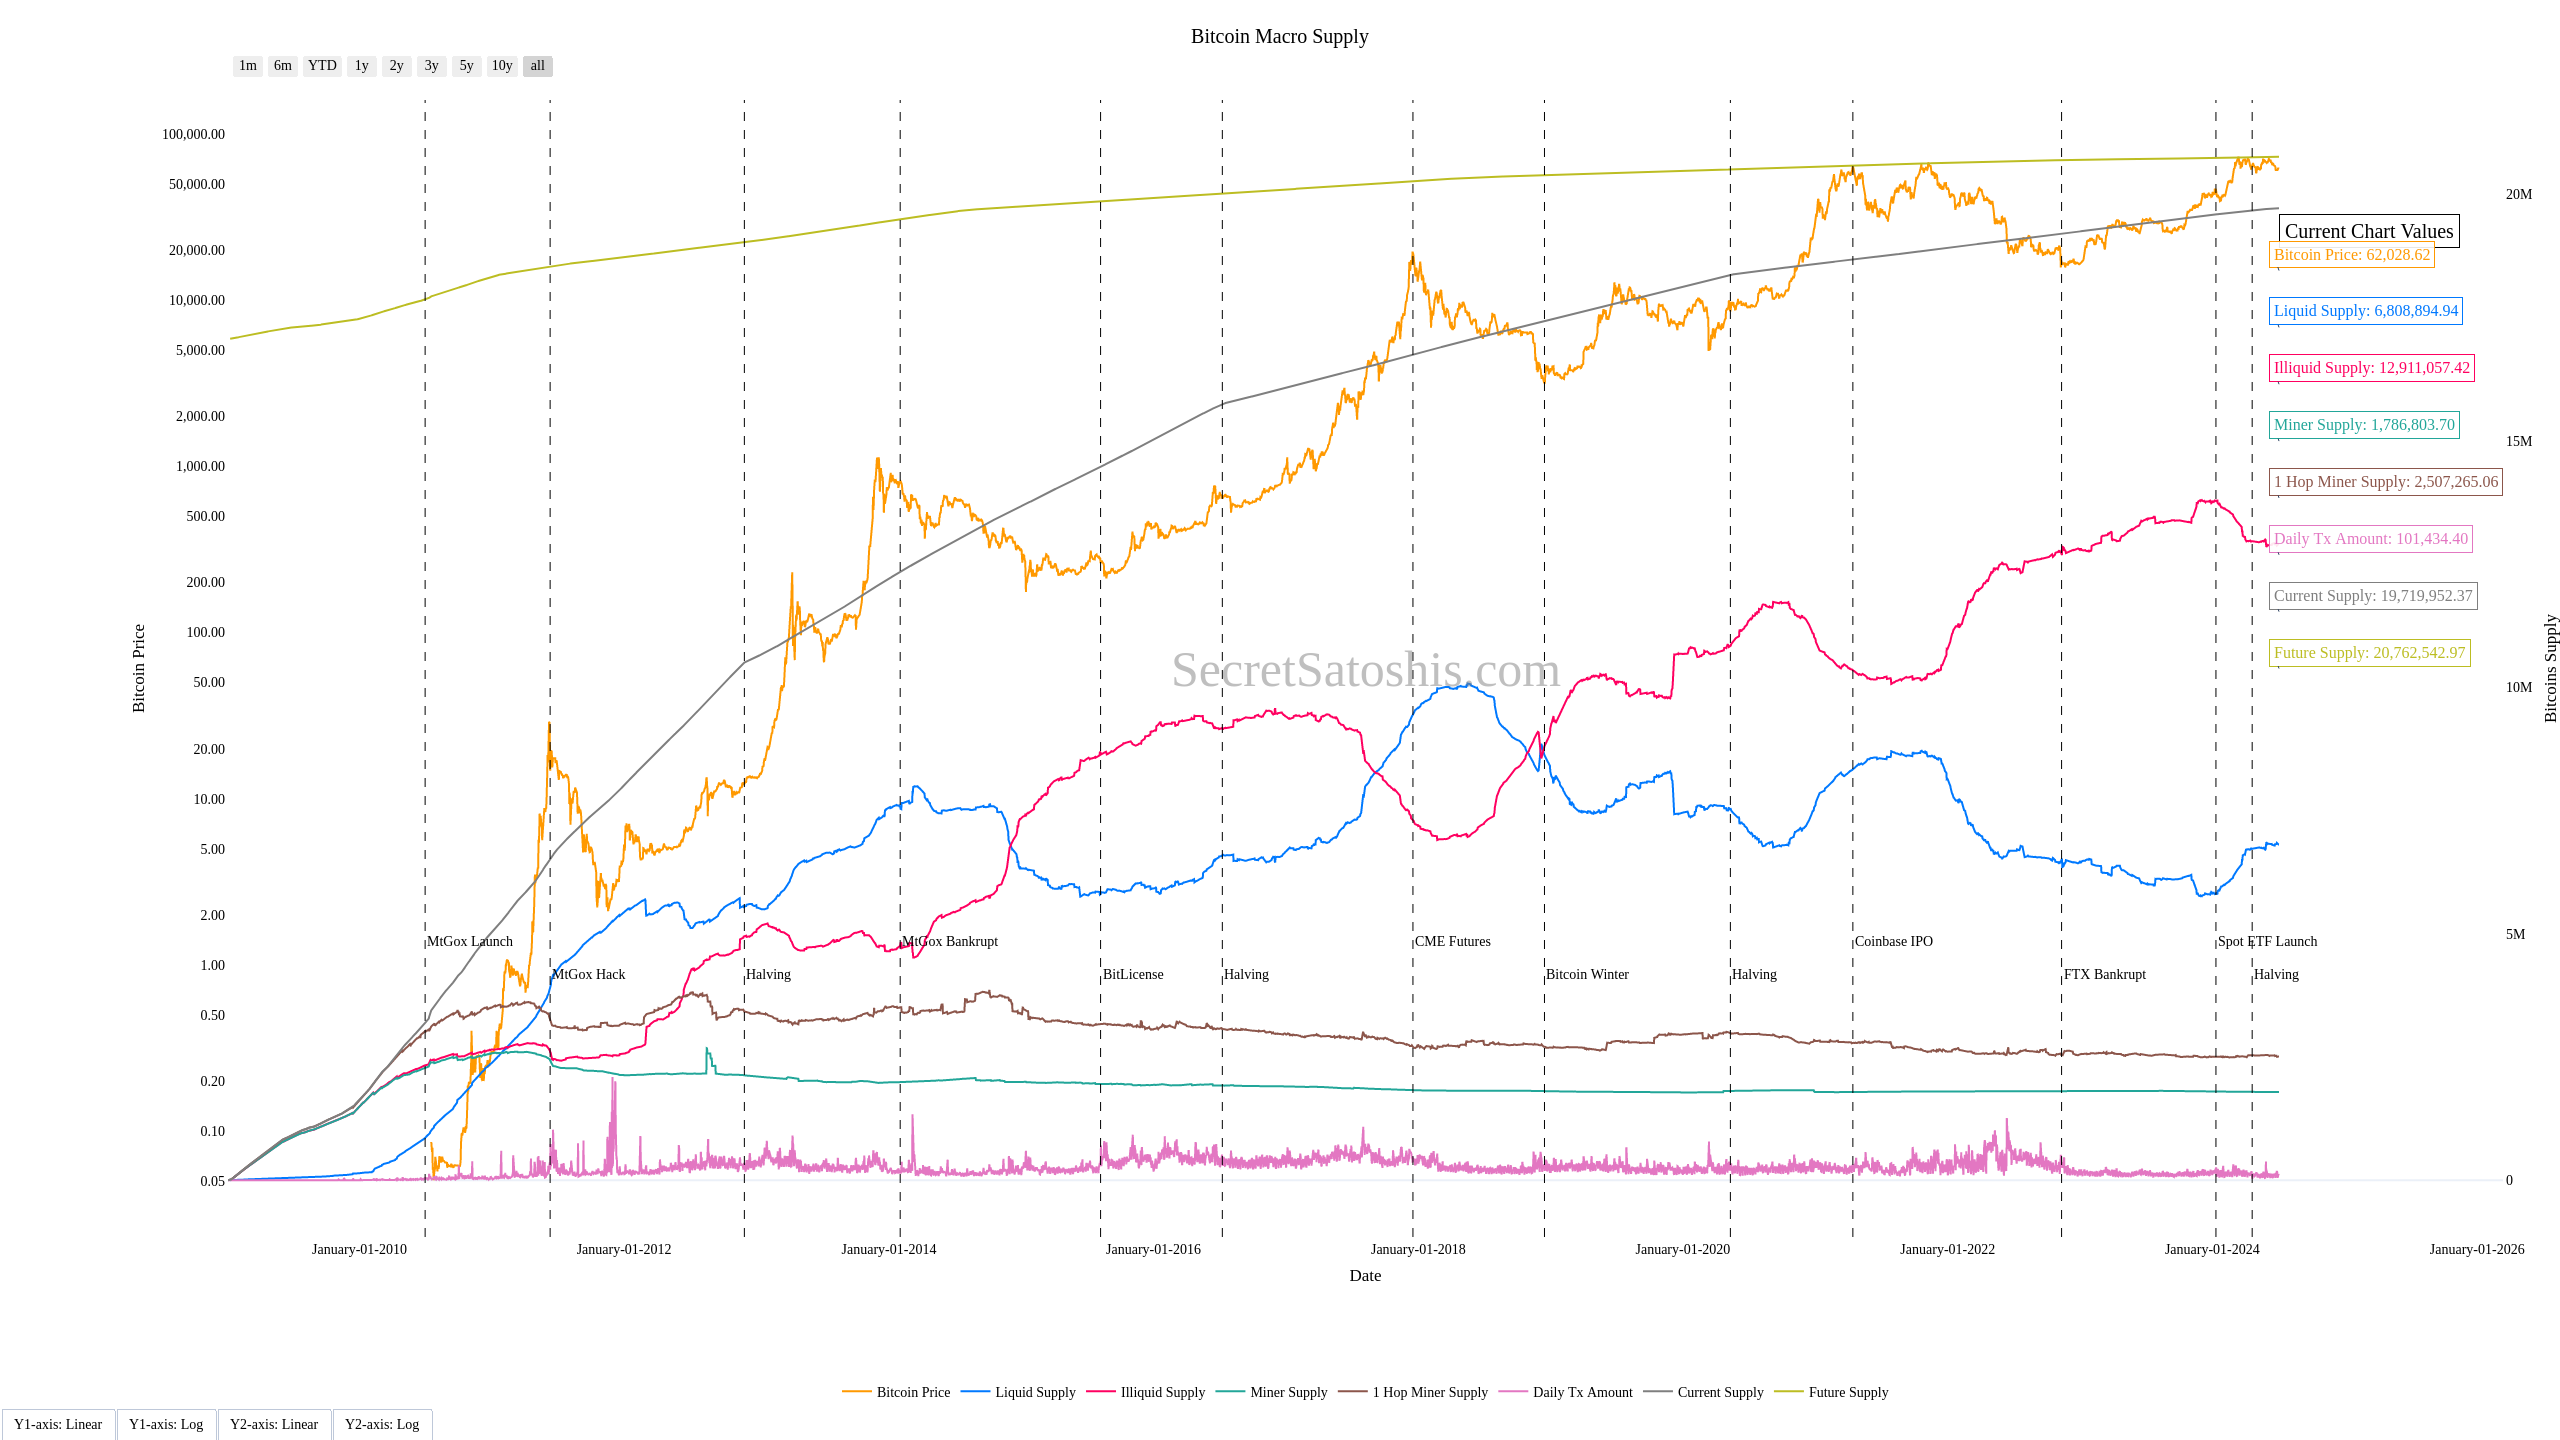 Bitcoin Macro Supply
1m 6m YTD 1y 2y 3y 5y 10y all
100,000.00
50,000.00
20,000.00
10,000.00
5,000.00
2,000.00
1,000.00
500.00
200.00
100.00
50.00
20.00
10.00
5.00
2.00
1.00
0.50
0.20
0.10
0.05
Bitcoin Price
20M
15M
10M
5M
0
Bitcoins Supply
Current Chart Values
Bitcoin Price: 62,028.62
Liquid Supply: 6,808,894.94
Illiquid Supply: 12,911,057.42
Miner Supply: 1,786,803.70
1 Hop Miner Supply: 2,507,265.06
Daily Tx Amount: 101,434.40
Current Supply: 19,719,952.37
Future Supply: 20,762,542.97
SecretSatoshis.com
MtGox Launch
MtGox Bankrupt
CME Futures
Coinbase IPO
Spot ETF Launch
MtGox Hack
Halving
BitLicense
Halving
Bitcoin Winter
Halving
FTX Bankrupt
Halving
January-01-2010
January-01-2012
January-01-2014
January-01-2016
January-01-2018
January-01-2020
January-01-2022
January-01-2024
January-01-2026
Date
Bitcoin Price
Liquid Supply
Illiquid Supply
Miner Supply
1 Hop Miner Supply
Daily Tx Amount
Current Supply
Future Supply
Y1-axis: Linear
Y1-axis: Log
Y2-axis: Linear
Y2-axis: Log